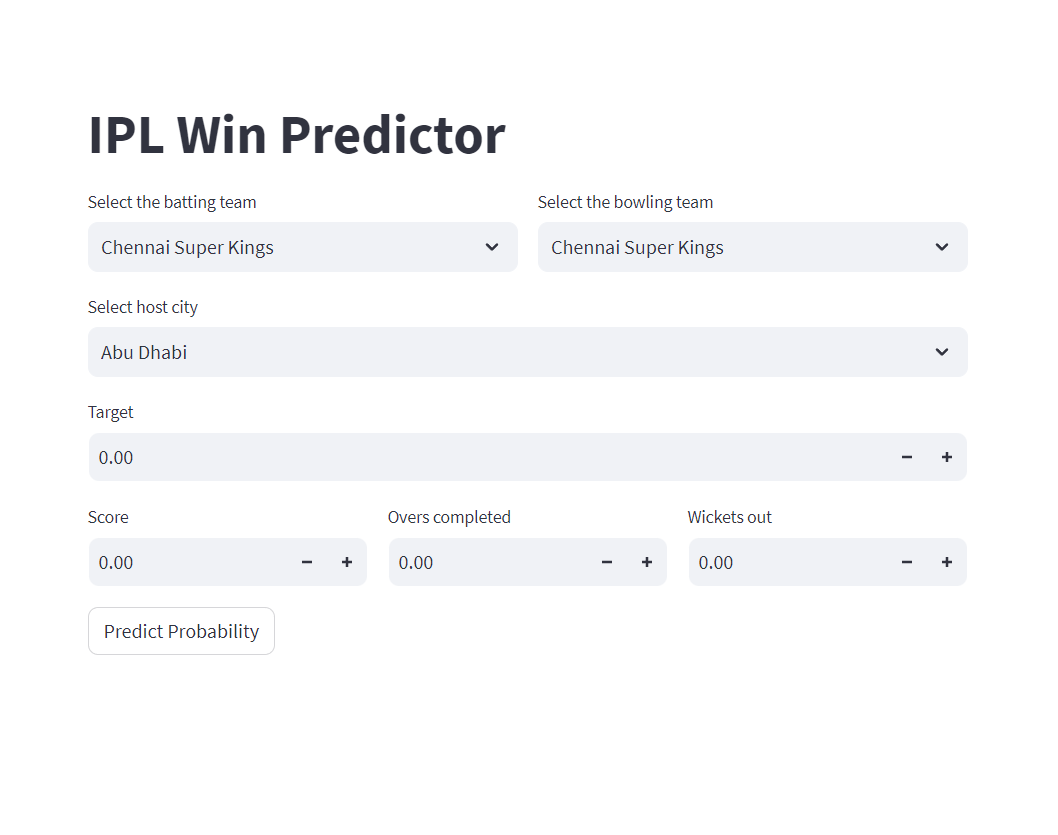 IPL Win Predictor
Select the batting team
Select the bowling team
Chennai Super Kings
Chennai Super Kings
Select host city
Abu Dhabi
Target
0.00
Score
Overs completed
Wickets out
0.00
0.00
0.00
Predict Probability